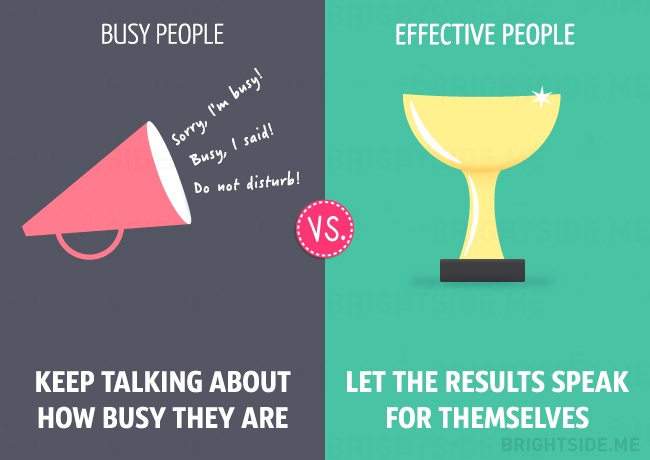 BUSY PEOPLE
Sorry, I'm busy!
Busy, I said!
Do not disturb!
KEEP TALKING ABOUT
HOW BUSY THEY ARE
VS.
EFFECTIVE PEOPLE
LET THE RESULTS SPEAK
FOR THEMSELVES
BRIGHTSIDE.ME